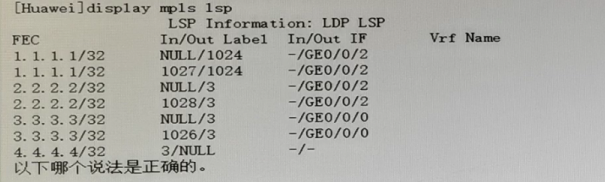 [Huawei]display mpls lsp
LSP Information: LDP LSP
FEC In/Out Label In/Out IF Vrf Name
1.1.1.1/32 NULL/1024 -/GE0/0/2
1.1.1.1/32 1027/1024 -/GE0/0/2
2.2.2.2/32 NULL/3 -/GE0/0/2
2.2.2.2/32 1028/3 -/GE0/0/2
3.3.3.3/32 NULL/3 -/GE0/0/0
3.3.3.3/32 1026/3 -/GE0/0/0
4.4.4.4/32 3/NULL -/-
以下哪个说法是正确的。